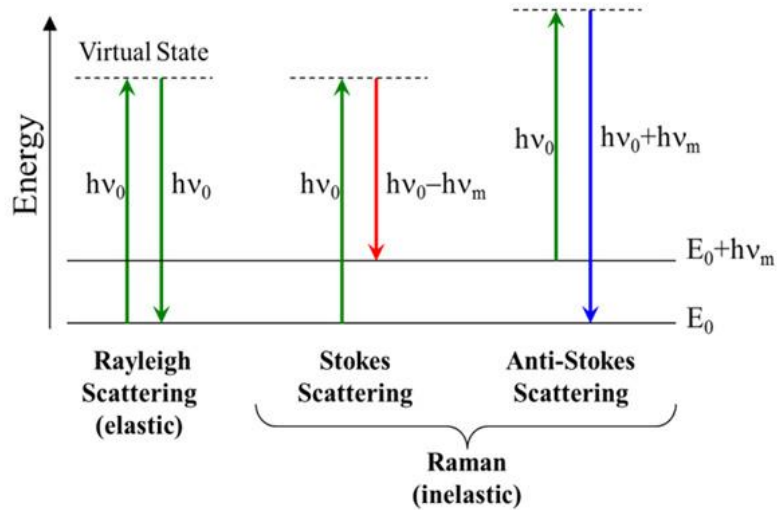 Energy
Virtual State
hν₀
hν₀
hν₀
hν₀−hνₘ
hν₀
hν₀+hνₘ
E₀+hνₘ
E₀
Rayleigh
Scattering
(elastic)
Stokes
Scattering
Anti-Stokes
Scattering
Raman
(inelastic)